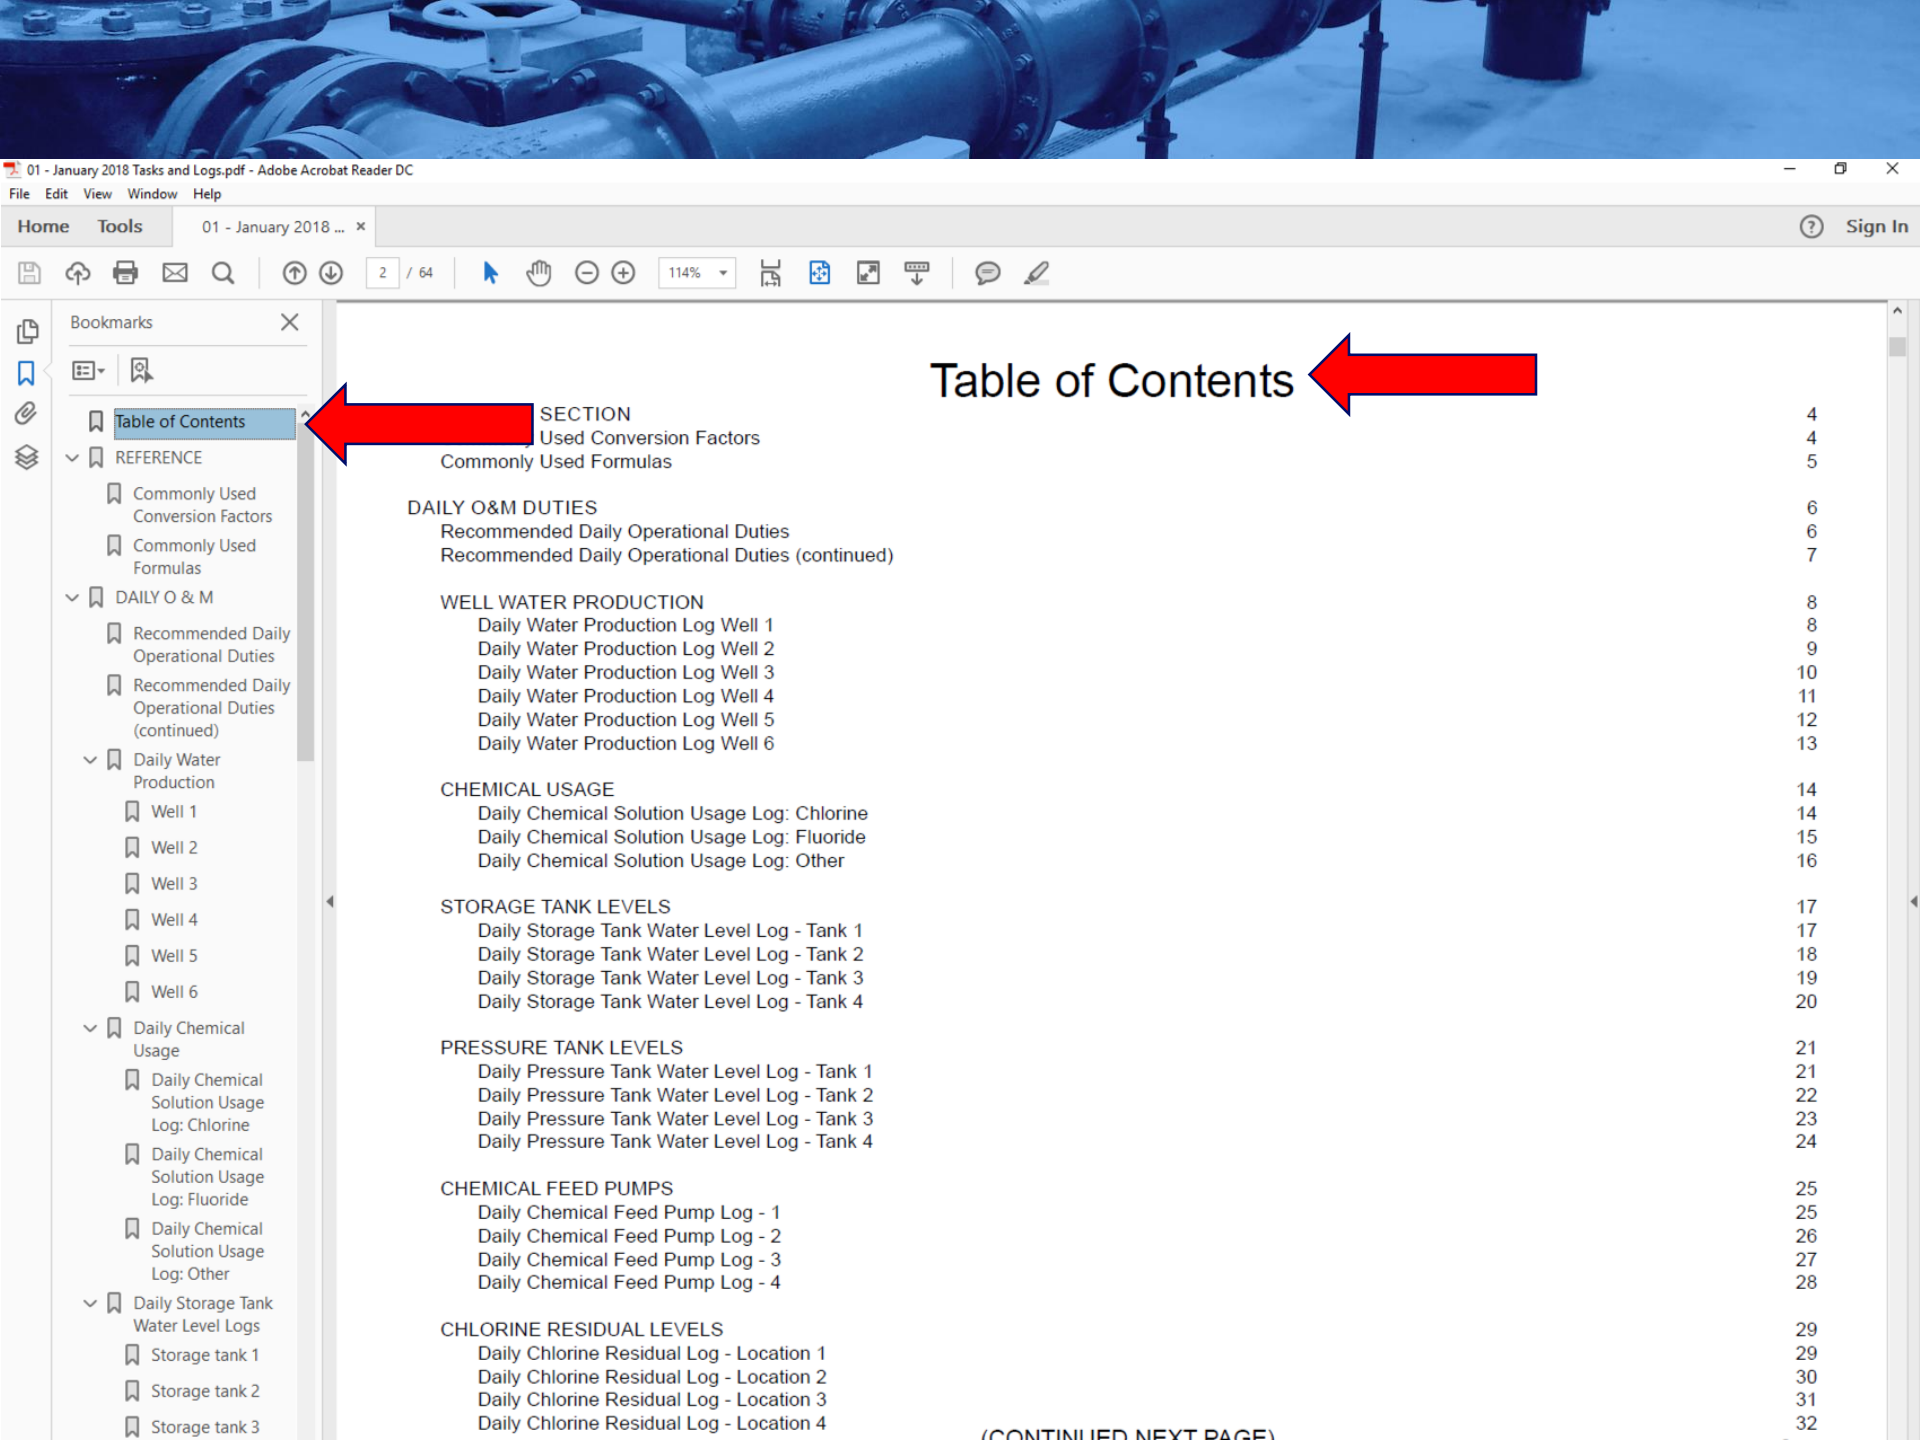 01 - January 2018 Tasks and Logs.pdf - Adobe Acrobat Reader DC
File Edit View Window Help
Home Tools 01 - January 2018 ... × ? Sign In
2 / 64 114%
Bookmarks
Table of Contents
REFERENCE
Commonly Used
Conversion Factors
Commonly Used
Formulas
DAILY O & M
Recommended Daily
Operational Duties
Recommended Daily
Operational Duties
(continued)
Daily Water
Production
Well 1
Well 2
Well 3
Well 4
Well 5
Well 6
Daily Chemical
Usage
Daily Chemical
Solution Usage
Log: Chlorine
Daily Chemical
Solution Usage
Log: Fluoride
Daily Chemical
Solution Usage
Log: Other
Daily Storage Tank
Water Level Logs
Storage tank 1
Storage tank 2
Storage tank 3
Table of Contents
SECTION 4
Used Conversion Factors 4
Commonly Used Formulas 5
DAILY O&M DUTIES 6
Recommended Daily Operational Duties 6
Recommended Daily Operational Duties (continued) 7
WELL WATER PRODUCTION 8
Daily Water Production Log Well 1 8
Daily Water Production Log Well 2 9
Daily Water Production Log Well 3 10
Daily Water Production Log Well 4 11
Daily Water Production Log Well 5 12
Daily Water Production Log Well 6 13
CHEMICAL USAGE 14
Daily Chemical Solution Usage Log: Chlorine 14
Daily Chemical Solution Usage Log: Fluoride 15
Daily Chemical Solution Usage Log: Other 16
STORAGE TANK LEVELS 17
Daily Storage Tank Water Level Log - Tank 1 17
Daily Storage Tank Water Level Log - Tank 2 18
Daily Storage Tank Water Level Log - Tank 3 19
Daily Storage Tank Water Level Log - Tank 4 20
PRESSURE TANK LEVELS 21
Daily Pressure Tank Water Level Log - Tank 1 21
Daily Pressure Tank Water Level Log - Tank 2 22
Daily Pressure Tank Water Level Log - Tank 3 23
Daily Pressure Tank Water Level Log - Tank 4 24
CHEMICAL FEED PUMPS 25
Daily Chemical Feed Pump Log - 1 25
Daily Chemical Feed Pump Log - 2 26
Daily Chemical Feed Pump Log - 3 27
Daily Chemical Feed Pump Log - 4 28
CHLORINE RESIDUAL LEVELS 29
Daily Chlorine Residual Log - Location 1 29
Daily Chlorine Residual Log - Location 2 30
Daily Chlorine Residual Log - Location 3 31
Daily Chlorine Residual Log - Location 4 32
(CONTINUED NEXT PAGE)